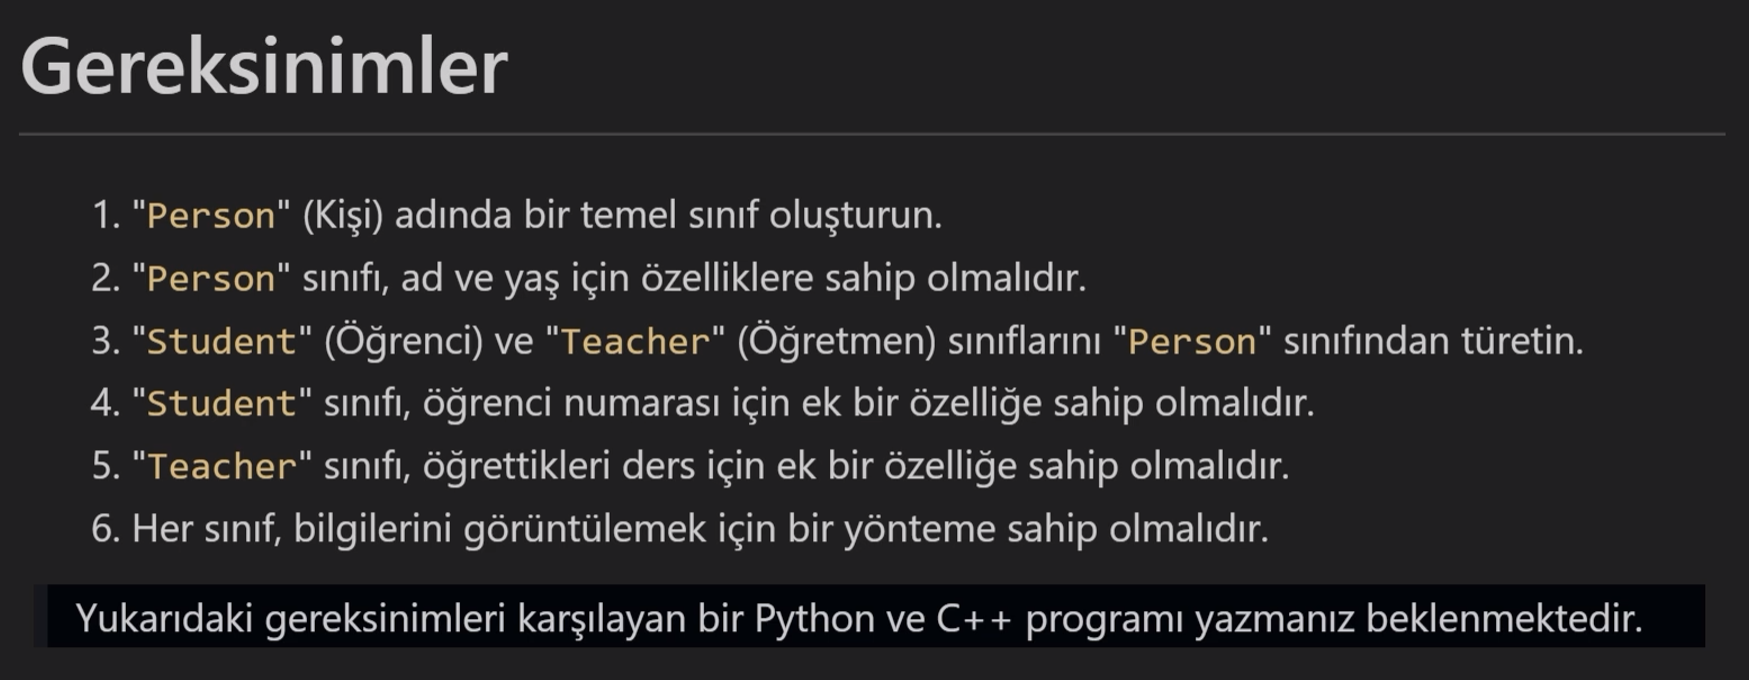 Gereksinimler
1. "Person" (Kişi) adında bir temel sınıf oluşturun.
2. "Person" sınıfı, ad ve yaş için özelliklere sahip olmalıdır.
3. "Student" (Öğrenci) ve "Teacher" (Öğretmen) sınıflarını "Person" sınıfından türetin.
4. "Student" sınıfı, öğrenci numarası için ek bir özelliğe sahip olmalıdır.
5. "Teacher" sınıfı, öğrettikleri ders için ek bir özelliğe sahip olmalıdır.
6. Her sınıf, bilgilerini görüntülemek için bir yönteme sahip olmalıdır.
Yukarıdaki gereksinimleri karşılayan bir Python ve C++ programı yazmanız beklenmektedir.